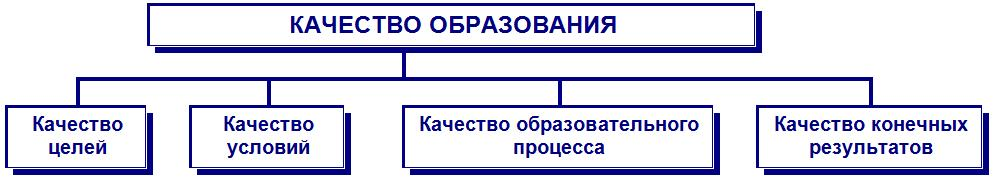 КАЧЕСТВО ОБРАЗОВАНИЯ
Качество
целей
Качество
условий
Качество образовательного
процесса
Качество конечных
результатов